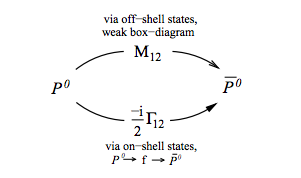 via off-shell states,
weak box-diagram
M₁₂
P⁰ P̅⁰
-i/2 Γ₁₂
via on-shell states,
P⁰→ f → P̅⁰